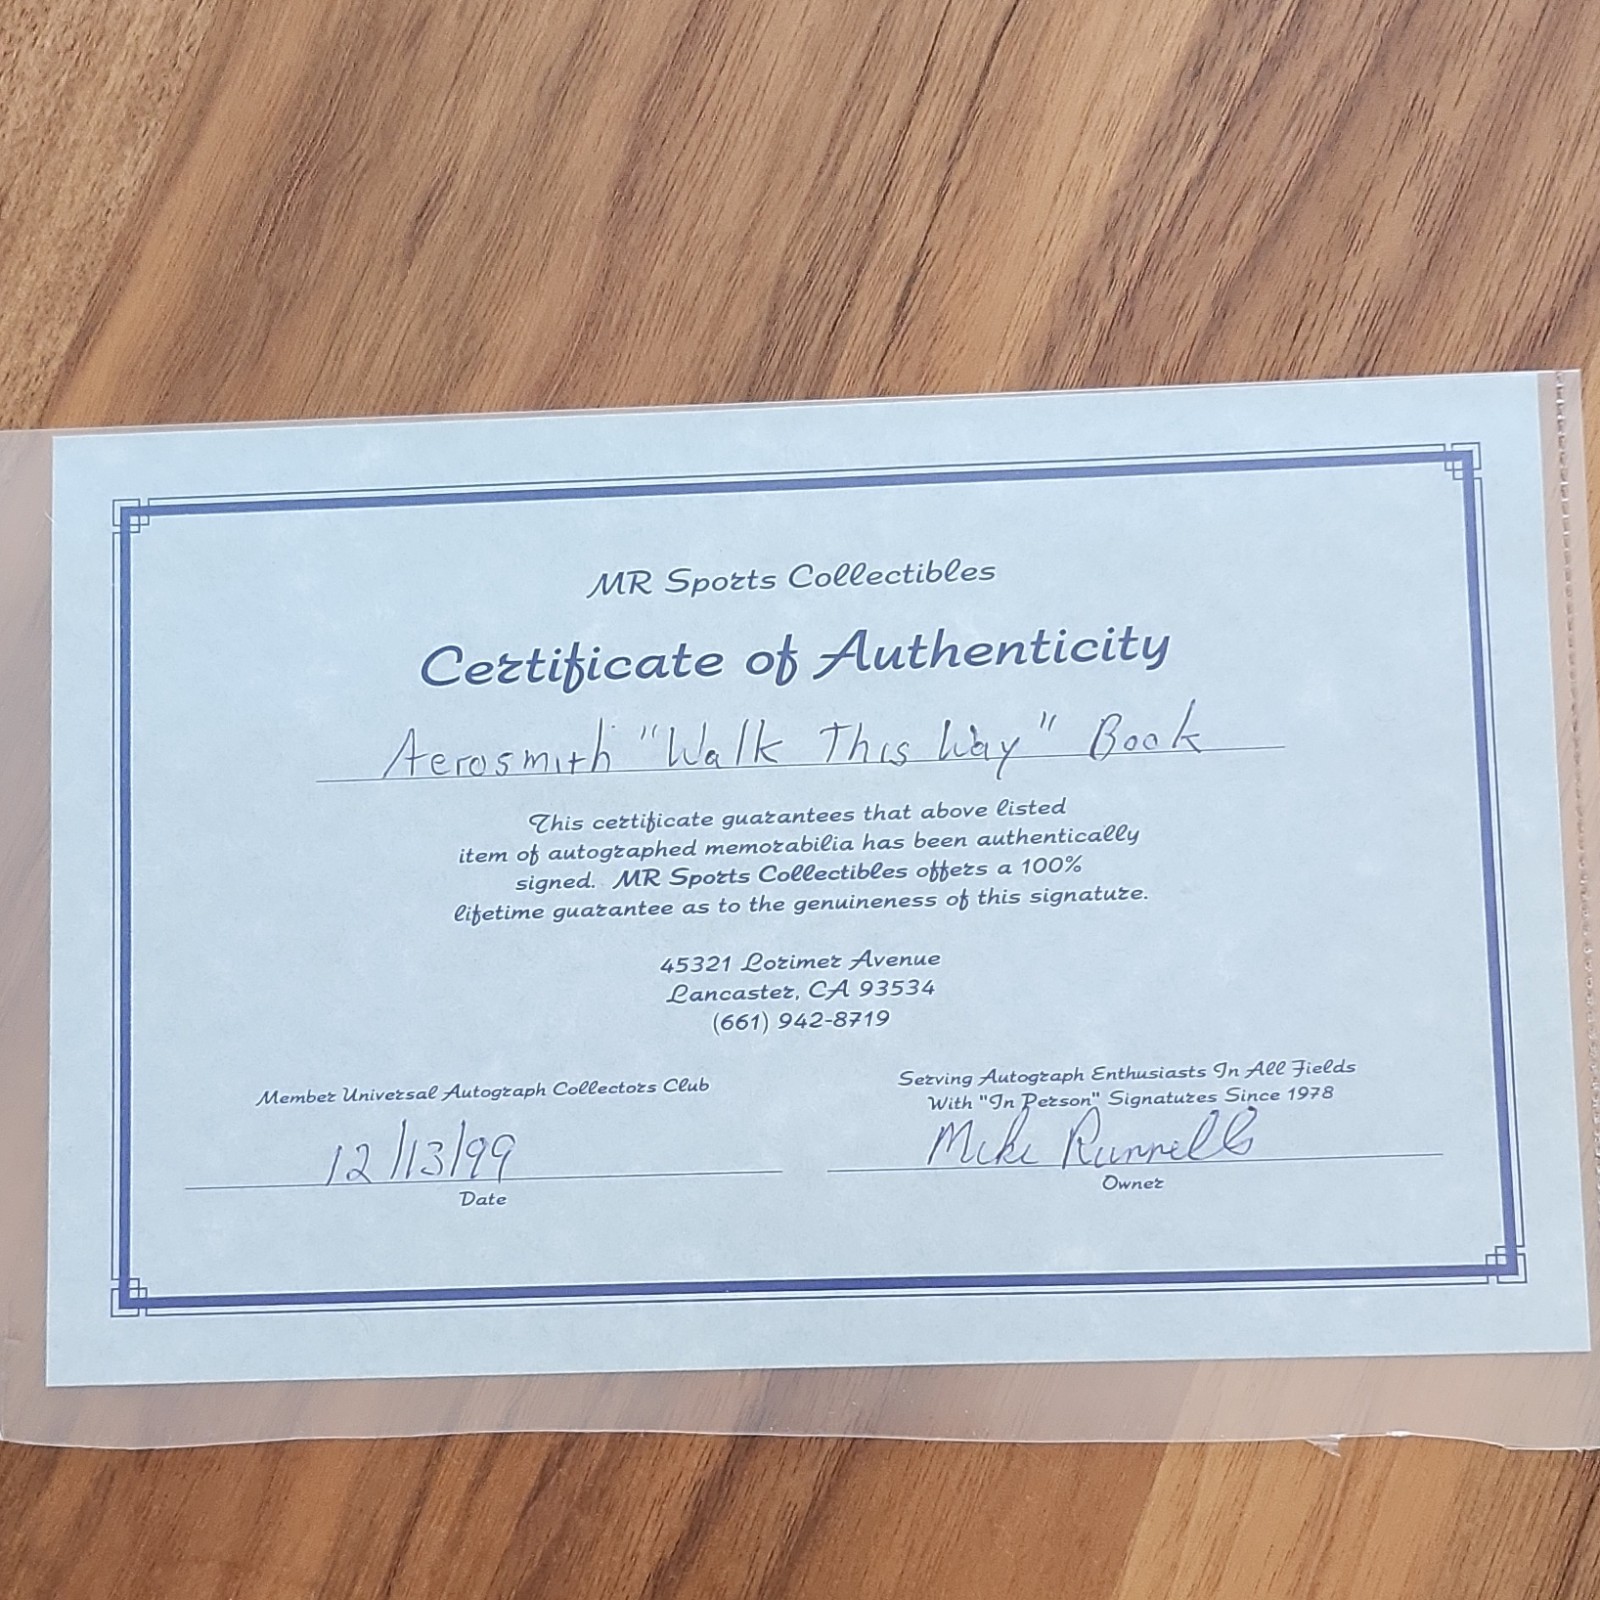 MR Sports Collectibles
Certificate of Authenticity
Aerosmith "Walk This Way" Book
This certificate guarantees that above listed
item of autographed memorabilia has been authentically
signed. MR Sports Collectibles offers a 100%
lifetime guarantee as to the genuineness of this signature.
45321 Lorimer Avenue
Lancaster, CA 93534
(661) 942-8719
Member Universal Autograph Collectors Club
12/13/99
Date
Serving Autograph Enthusiasts In All Fields
With "In Person" Signatures Since 1978
Mike Runnells
Owner